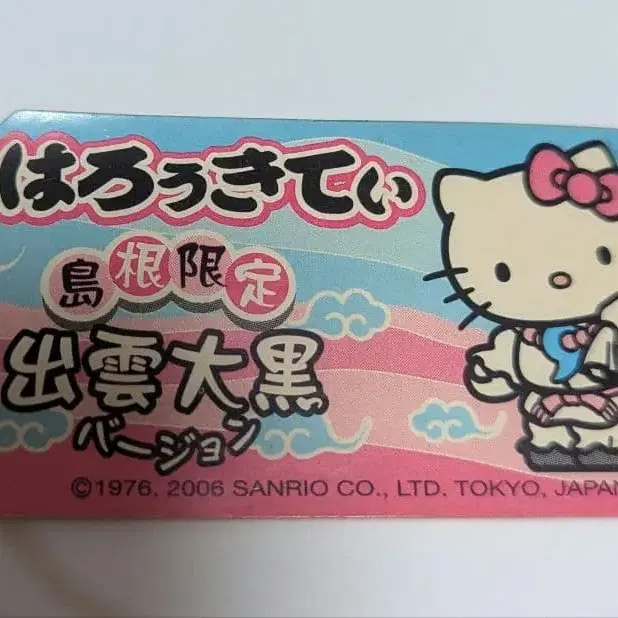 はろぅきてぃ
島根限定
出雲大黒
バージョン
©1976, 2006 SANRIO CO., LTD. TOKYO, JAPAN